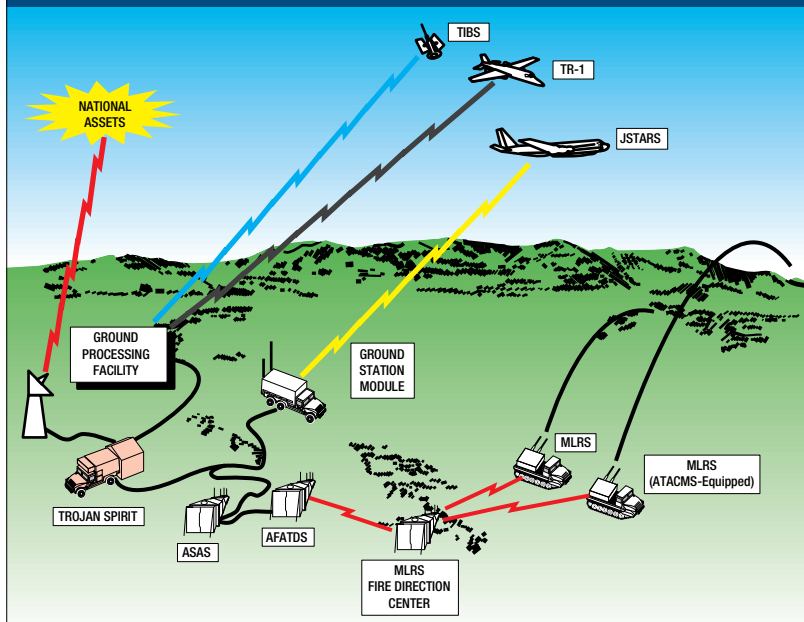 TIBS
TR-1
NATIONAL
ASSETS
JSTARS
GROUND
PROCESSING
FACILITY
GROUND
STATION
MODULE
MLRS
MLRS
(ATACMS-Equipped)
TROJAN SPIRIT
ASAS
AFATDS
MLRS
FIRE DIRECTION
CENTER